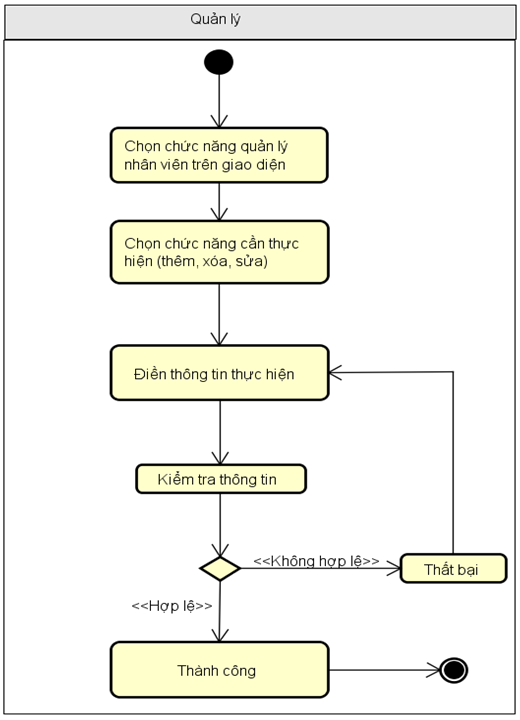 Quản lý
Chọn chức năng quản lý
nhân viên trên giao diện
Chọn chức năng cần thực
hiện (thêm, xóa, sửa)
Điền thông tin thực hiện
Kiểm tra thông tin
<<Không hợp lệ>>
Thất bại
<<Hợp lệ>>
Thành công